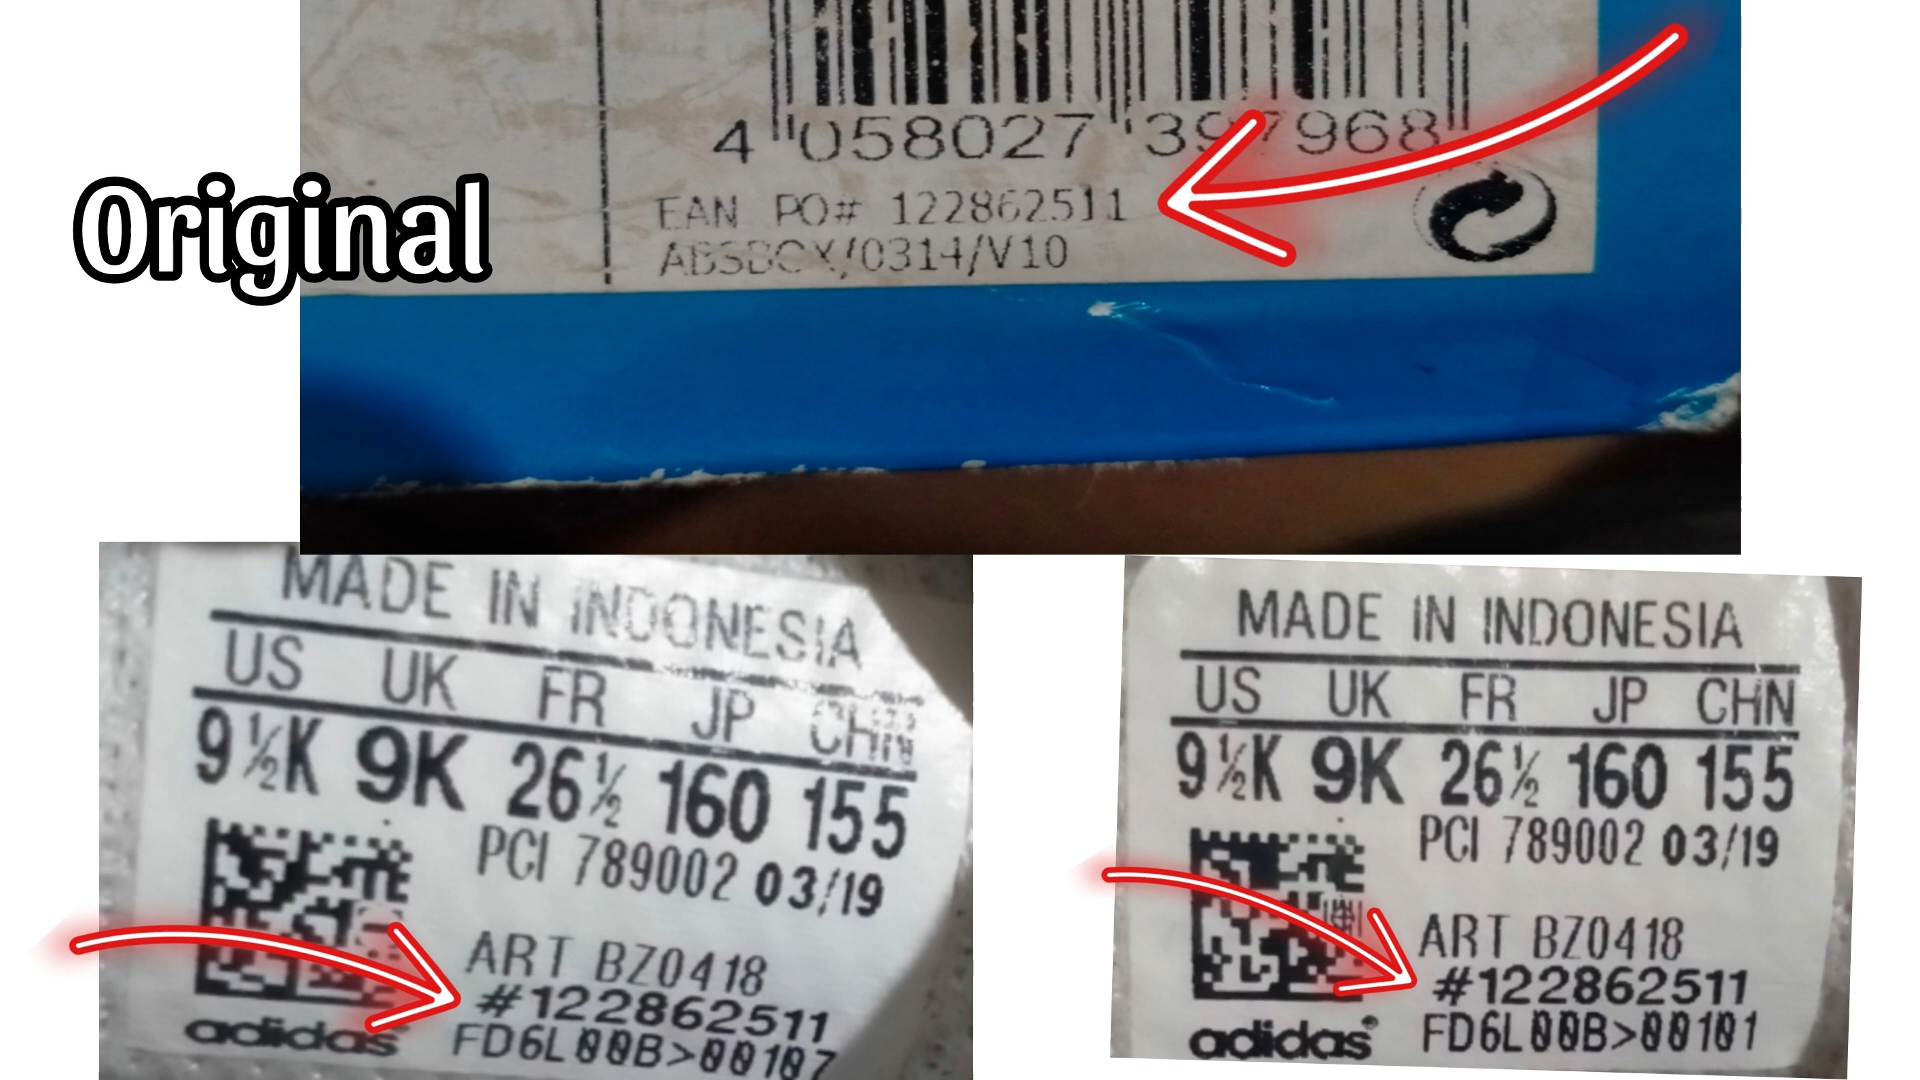 Original
4 058027 397968
EAN PO# 122862511
ABSBOX/0314/V10
MADE IN INDONESIA
US UK FR JP CHN
9½K 9K 26½ 160 155
PCI 789002 03/19
ART BZ0418
#122862511
FD6L00B>00107
adidas
MADE IN INDONESIA
US UK FR JP CHN
9½K 9K 26½ 160 155
PCI 789002 03/19
ART BZ0418
#122862511
FD6L00B>00101
adidas®